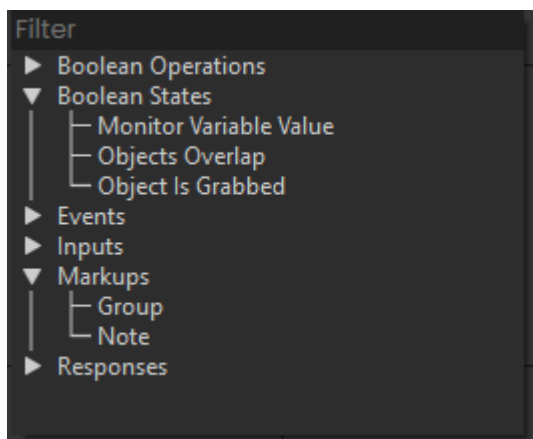 Filter
Boolean Operations
Boolean States
Monitor Variable Value
Objects Overlap
Object Is Grabbed
Events
Inputs
Markups
Group
Note
Responses